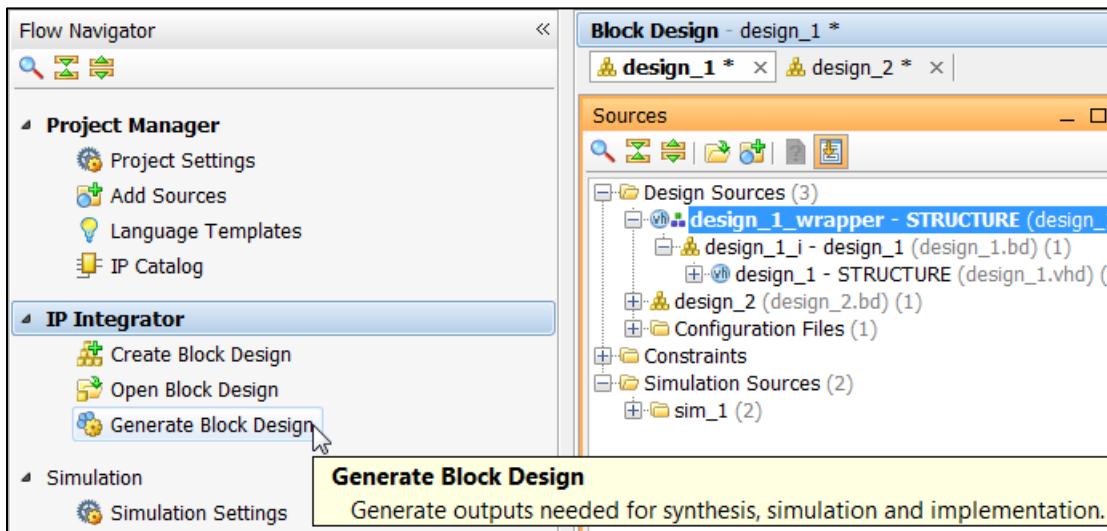 Flow Navigator «
Project Manager
Project Settings
Add Sources
Language Templates
IP Catalog
IP Integrator
Create Block Design
Open Block Design
Generate Block Design
Simulation
Simulation Settings
Block Design - design_1 *
design_1 * × design_2 * ×
Sources
Design Sources (3)
design_1_wrapper - STRUCTURE (design_
design_1_i - design_1 (design_1.bd) (1)
design_1 - STRUCTURE (design_1.vhd) (
design_2 (design_2.bd) (1)
Configuration Files (1)
Constraints
Simulation Sources (2)
sim_1 (2)
Generate Block Design
Generate outputs needed for synthesis, simulation and implementation.